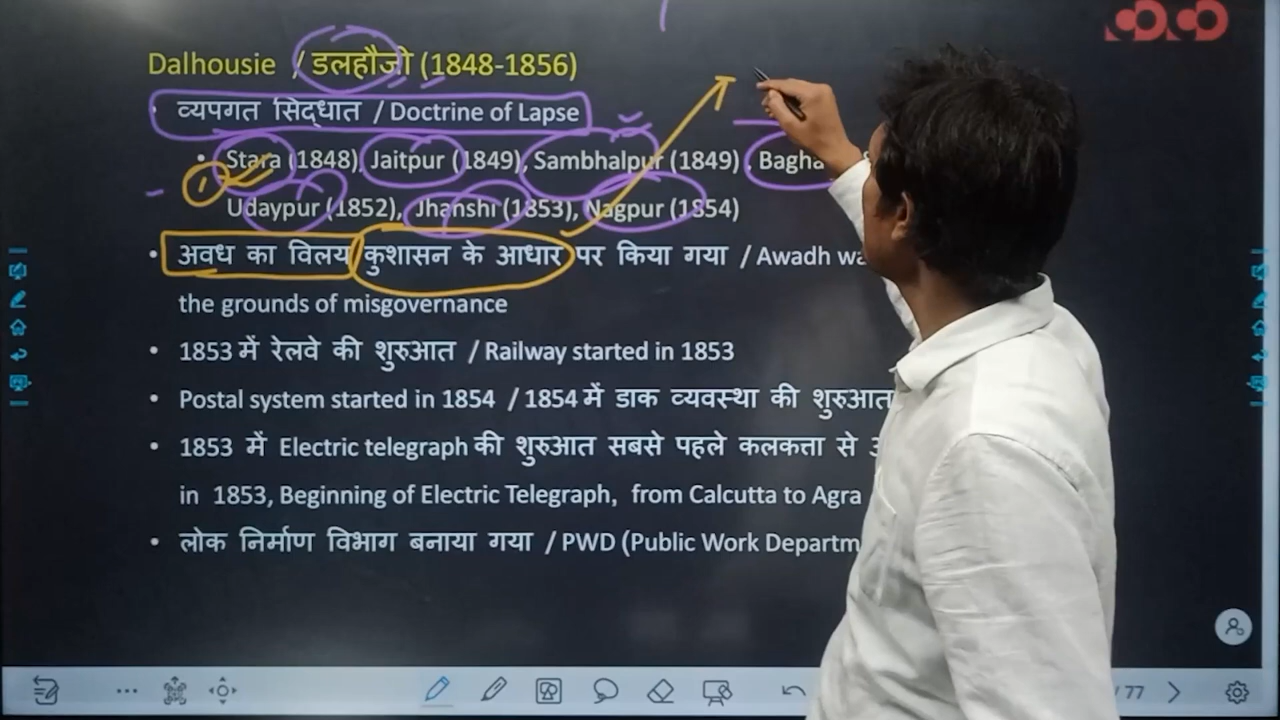 Dalhousie / डलहौजी (1848-1856)
व्यपगत सिद्धात / Doctrine of Lapse
Stara (1848), Jaitpur (1849), Sambhalpur (1849) , Bagha
1
Udaypur (1852), Jhanshi (1853), Nagpur (1854)
अवध का विलय कुशासन के आधार पर किया गया / Awadh wa
the grounds of misgovernance
1853 में रेलवे की शुरुआत / Railway started in 1853
Postal system started in 1854 / 1854 में डाक व्यवस्था की शुरुआत
1853 में Electric telegraph की शुरुआत सबसे पहले कलकत्ता से
in 1853, Beginning of Electric Telegraph, from Calcutta to Agra
लोक निर्माण विभाग बनाया गया / PWD (Public Work Departm
/ 77